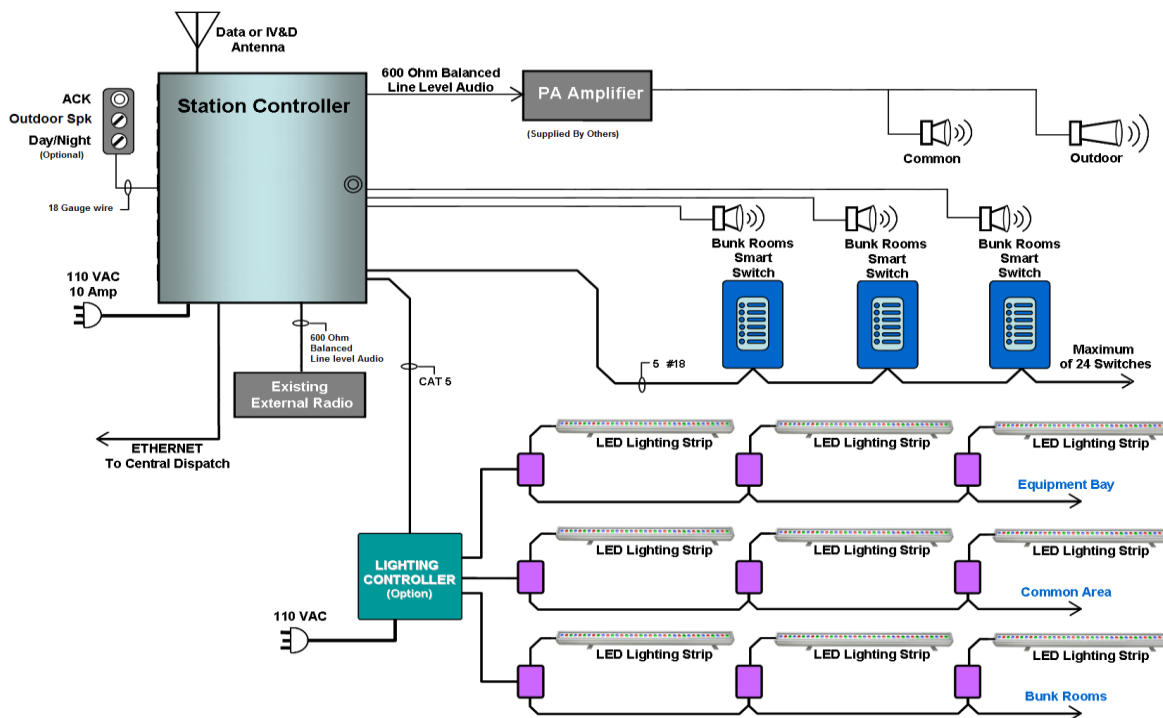 Data or IV&D
Antenna
600 Ohm Balanced
Line Level Audio
PA Amplifier
(Supplied By Others)
Station Controller
ACK
Outdoor Spk
Day/Night
(Optional)
18 Gauge wire
Common
Outdoor
Bunk Rooms
Smart
Switch
Bunk Rooms
Smart
Switch
Bunk Rooms
Smart
Switch
110 VAC
10 Amp
600 Ohm
Balanced
Line level Audio
CAT 5
5 #18
Maximum
of 24 Switches
Existing
External Radio
ETHERNET
To Central Dispatch
LED Lighting Strip
LED Lighting Strip
LED Lighting Strip
Equipment Bay
LIGHTING
CONTROLLER
(Option)
110 VAC
LED Lighting Strip
LED Lighting Strip
LED Lighting Strip
Common Area
LED Lighting Strip
LED Lighting Strip
LED Lighting Strip
Bunk Rooms